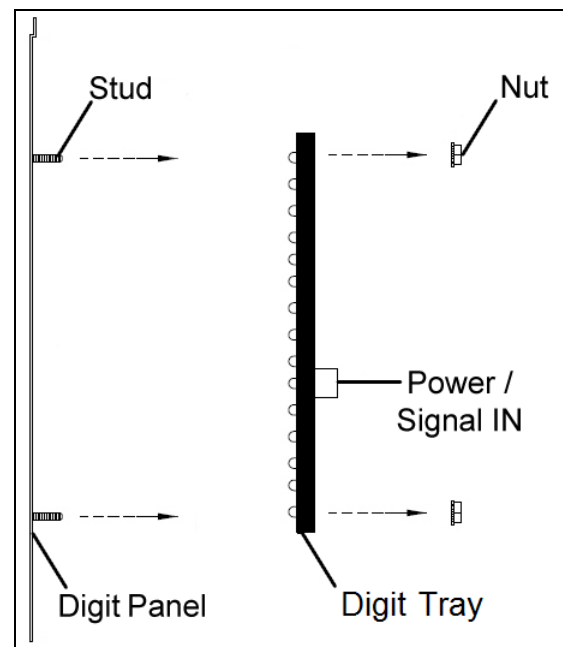 Stud
Nut
Power /
Signal IN
Digit Panel
Digit Tray